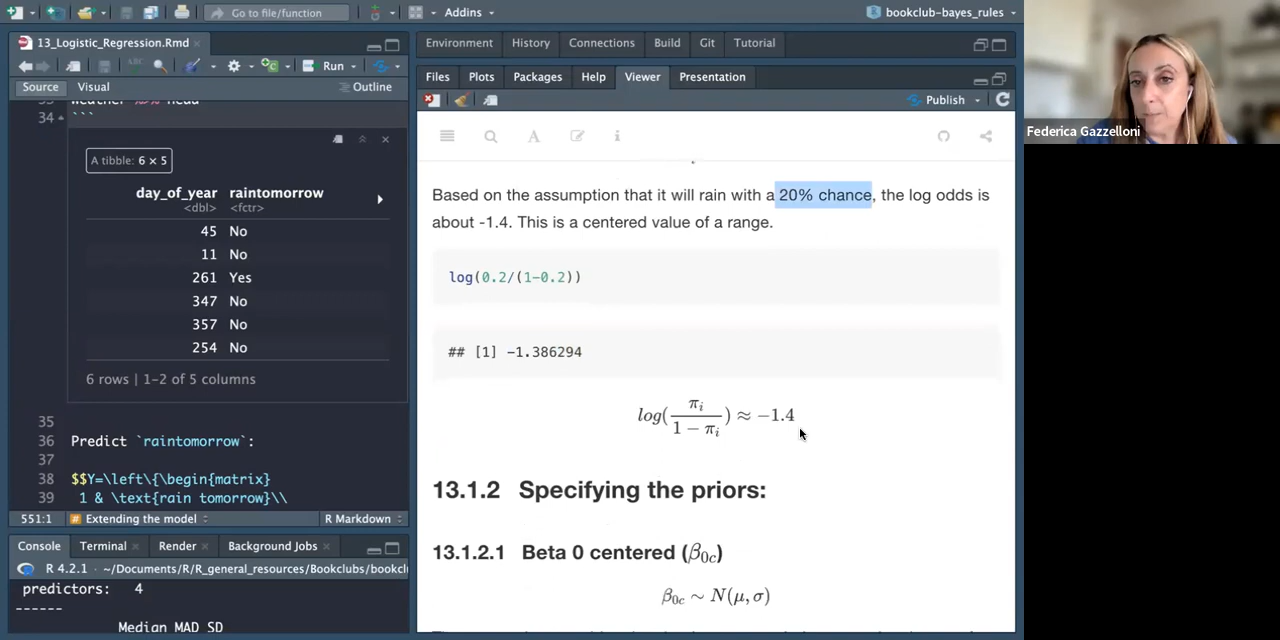 Go to file/function
Addins
bookclub-bayes_rules
13_Logistic_Regression.Rmd
Run
Source
Visual
Outline
weather %>% head
34
```
A tibble: 6 × 5
day_of_year raintomorrow
<dbl> <fctr>
45 No
11 No
261 Yes
347 No
357 No
254 No
6 rows | 1-2 of 5 columns
35
36 Predict `raintomorrow`:
37
38 $$Y=\left\{\begin{matrix}
39 1 & \text{rain tomorrow}\\
551:1
# Extending the model
R Markdown
Console
Terminal
Render
Background Jobs
R 4.2.1 · ~/Documents/R/R_general_resources/Bookclubs/bookcl
predictors: 4
------
Median MAD SD
Environment
History
Connections
Build
Git
Tutorial
Files
Plots
Packages
Help
Viewer
Presentation
Publish
Based on the assumption that it will rain with a 20% chance, the log odds is
about -1.4. This is a centered value of a range.
log(0.2/(1-0.2))
## [1] -1.386294
log(πᵢ/1 − πᵢ) ≈ −1.4
13.1.2 Specifying the priors:
13.1.2.1 Beta 0 centered (β₀c)
β₀c ∼ N(μ, σ)
Federica Gazzelloni